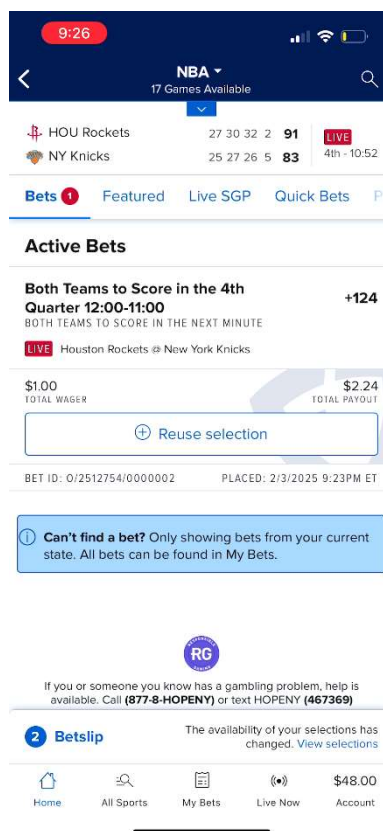 9:26
NBA
17 Games Available
HOU Rockets 27 30 32 2 91 LIVE
NY Knicks 25 27 26 5 83 4th - 10:52
Bets 1 Featured Live SGP Quick Bets P
Active Bets
Both Teams to Score in the 4th
Quarter 12:00-11:00 +124
BOTH TEAMS TO SCORE IN THE NEXT MINUTE
LIVE Houston Rockets @ New York Knicks
$1.00 $2.24
TOTAL WAGER TOTAL PAYOUT
Reuse selection
BET ID: O/2512754/0000002 PLACED: 2/3/2025 9:23PM ET
Can't find a bet? Only showing bets from your current
state. All bets can be found in My Bets.
RG
If you or someone you know has a gambling problem, help is
available. Call (877-8-HOPENY) or text HOPENY (467369)
2 Betslip The availability of your selections has
changed. View selections
$48.00
Home All Sports My Bets Live Now Account